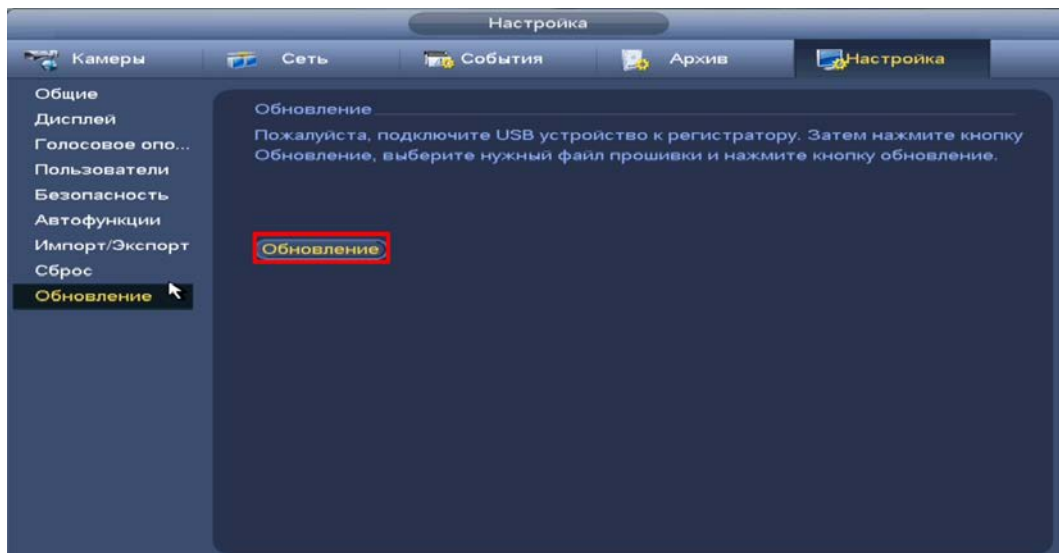 Настройка
Камеры
Сеть
События
Архив
Настройка
Общие
Дисплей
Голосовое опо...
Пользователи
Безопасность
Автофункции
Импорт/Экспорт
Сброс
Обновление
Обновление
Пожалуйста, подключите USB устройство к регистратору. Затем нажмите кнопку
Обновление, выберите нужный файл прошивки и нажмите кнопку обновление.
Обновление